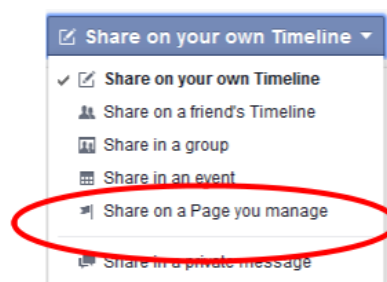 Share on your own Timeline
Share on your own Timeline
Share on a friend's Timeline
Share in a group
Share in an event
Share on a Page you manage
Share in a private message